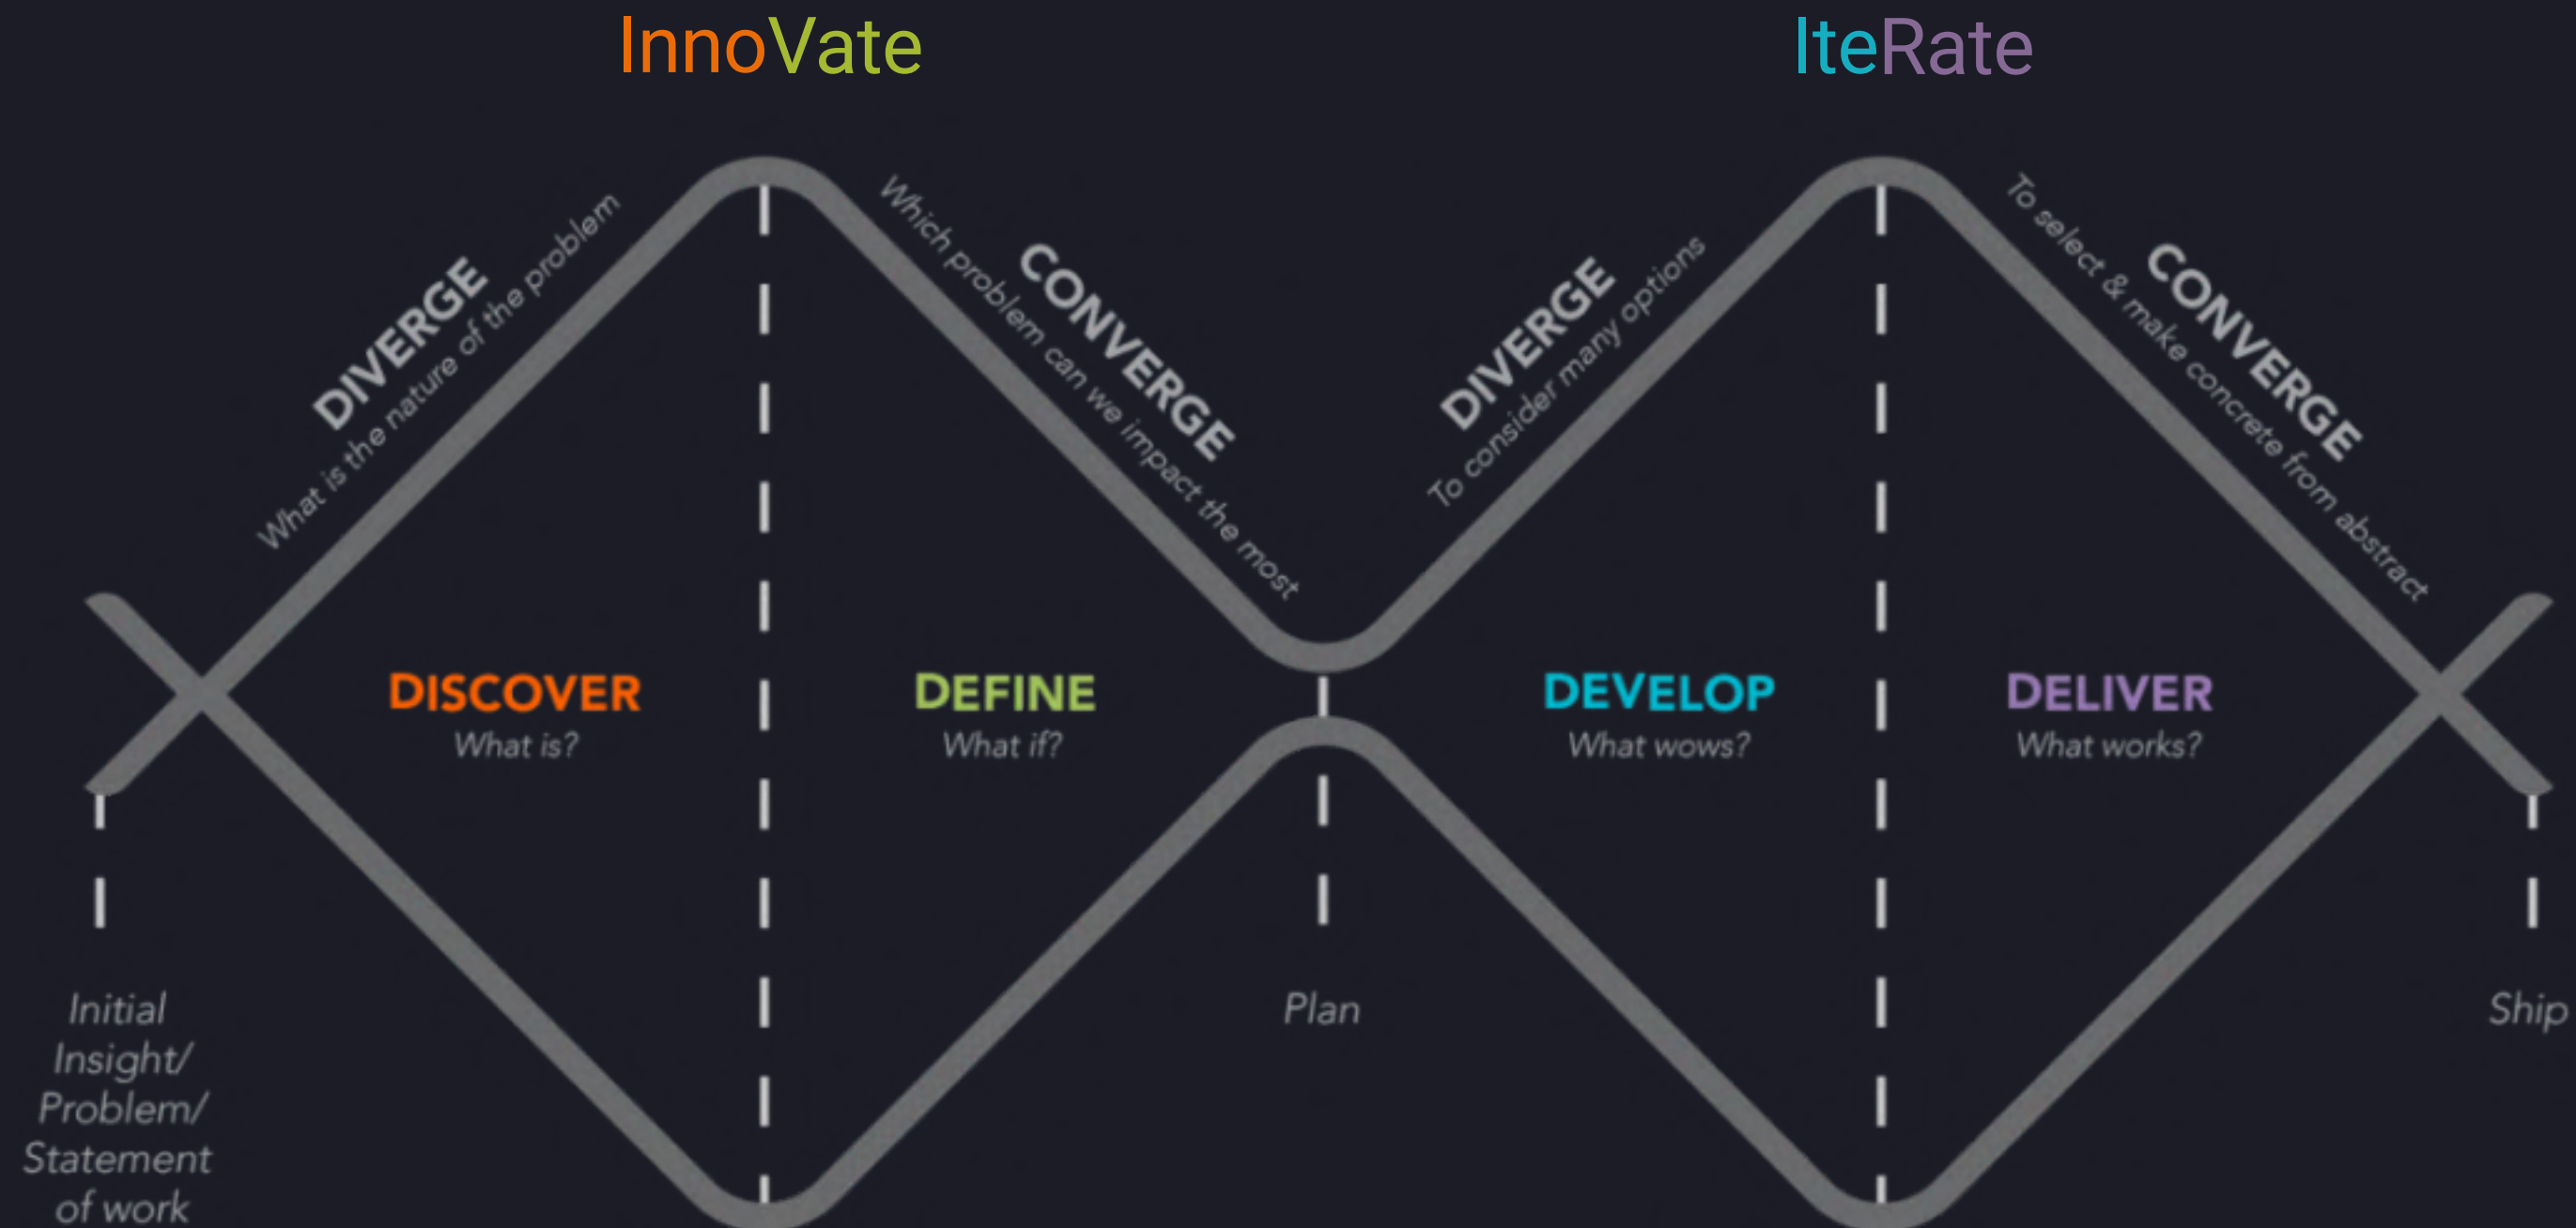 InnoVate
IteRate
DIVERGE
What is the nature of the problem
CONVERGE
Which problem can we impact the most
DIVERGE
To consider many options
CONVERGE
To select & make concrete from abstract
DISCOVER
What is?
DEFINE
What if?
DEVELOP
What wows?
DELIVER
What works?
Initial
Insight/
Problem/
Statement
of work
Plan
Ship